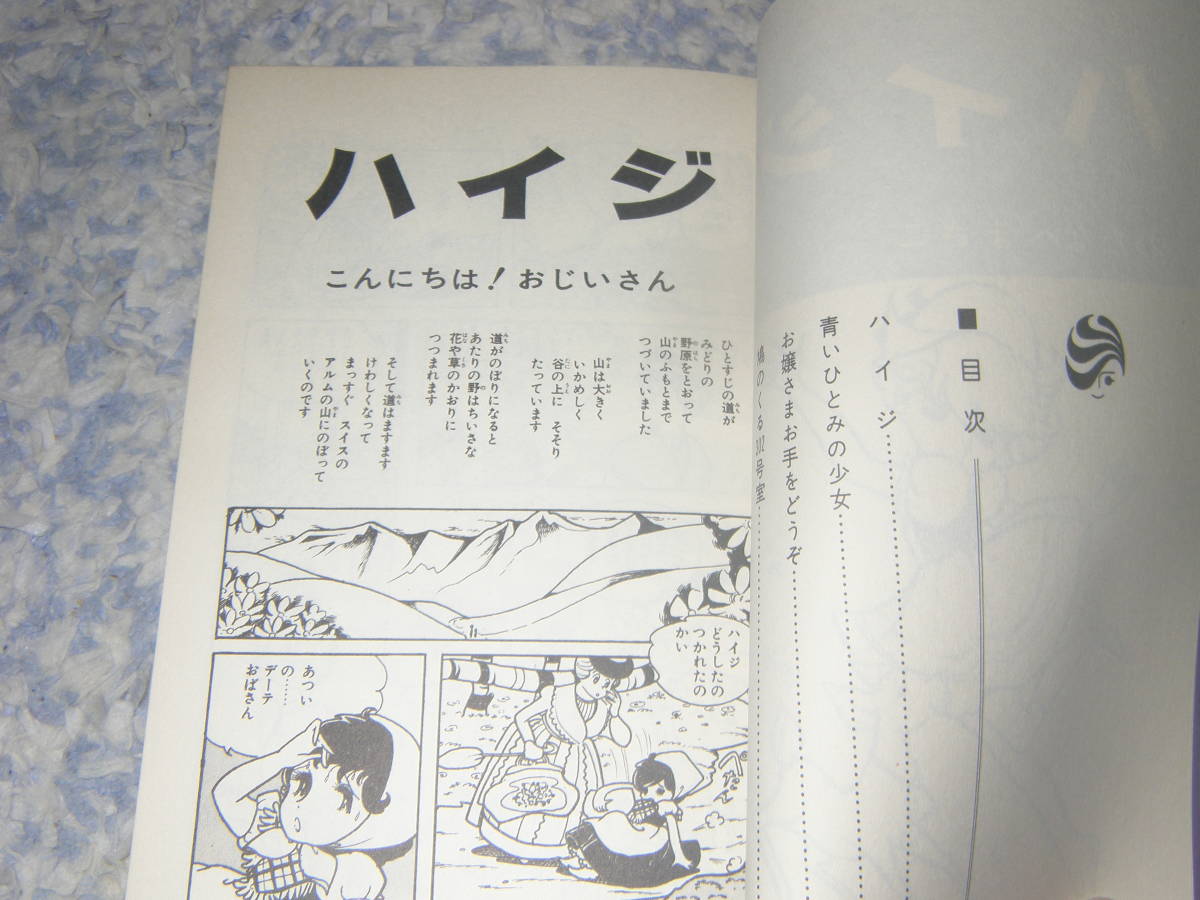 ■目次
ハイジ
青いひとみの少女
お嬢さまお手をどうぞ
のくる
号室
ハイジ
こんにちは！おじいさん
ひとすじの道が
みどりの
野原をとおって
山のふもとまで
つづいていました
山は大きく
いかめしく
谷の上に そそり
たっています
道がのぼりになると
あたりの野はちいさな
花や草のかおりに
つつまれます
そして道はますます
けわしくなって
まっすぐ スイスの
アルムの山にのぼって
いくのです
ハイジ
どうしたの
つかれたの
かい
あつい
の……
デーテ
おばさん